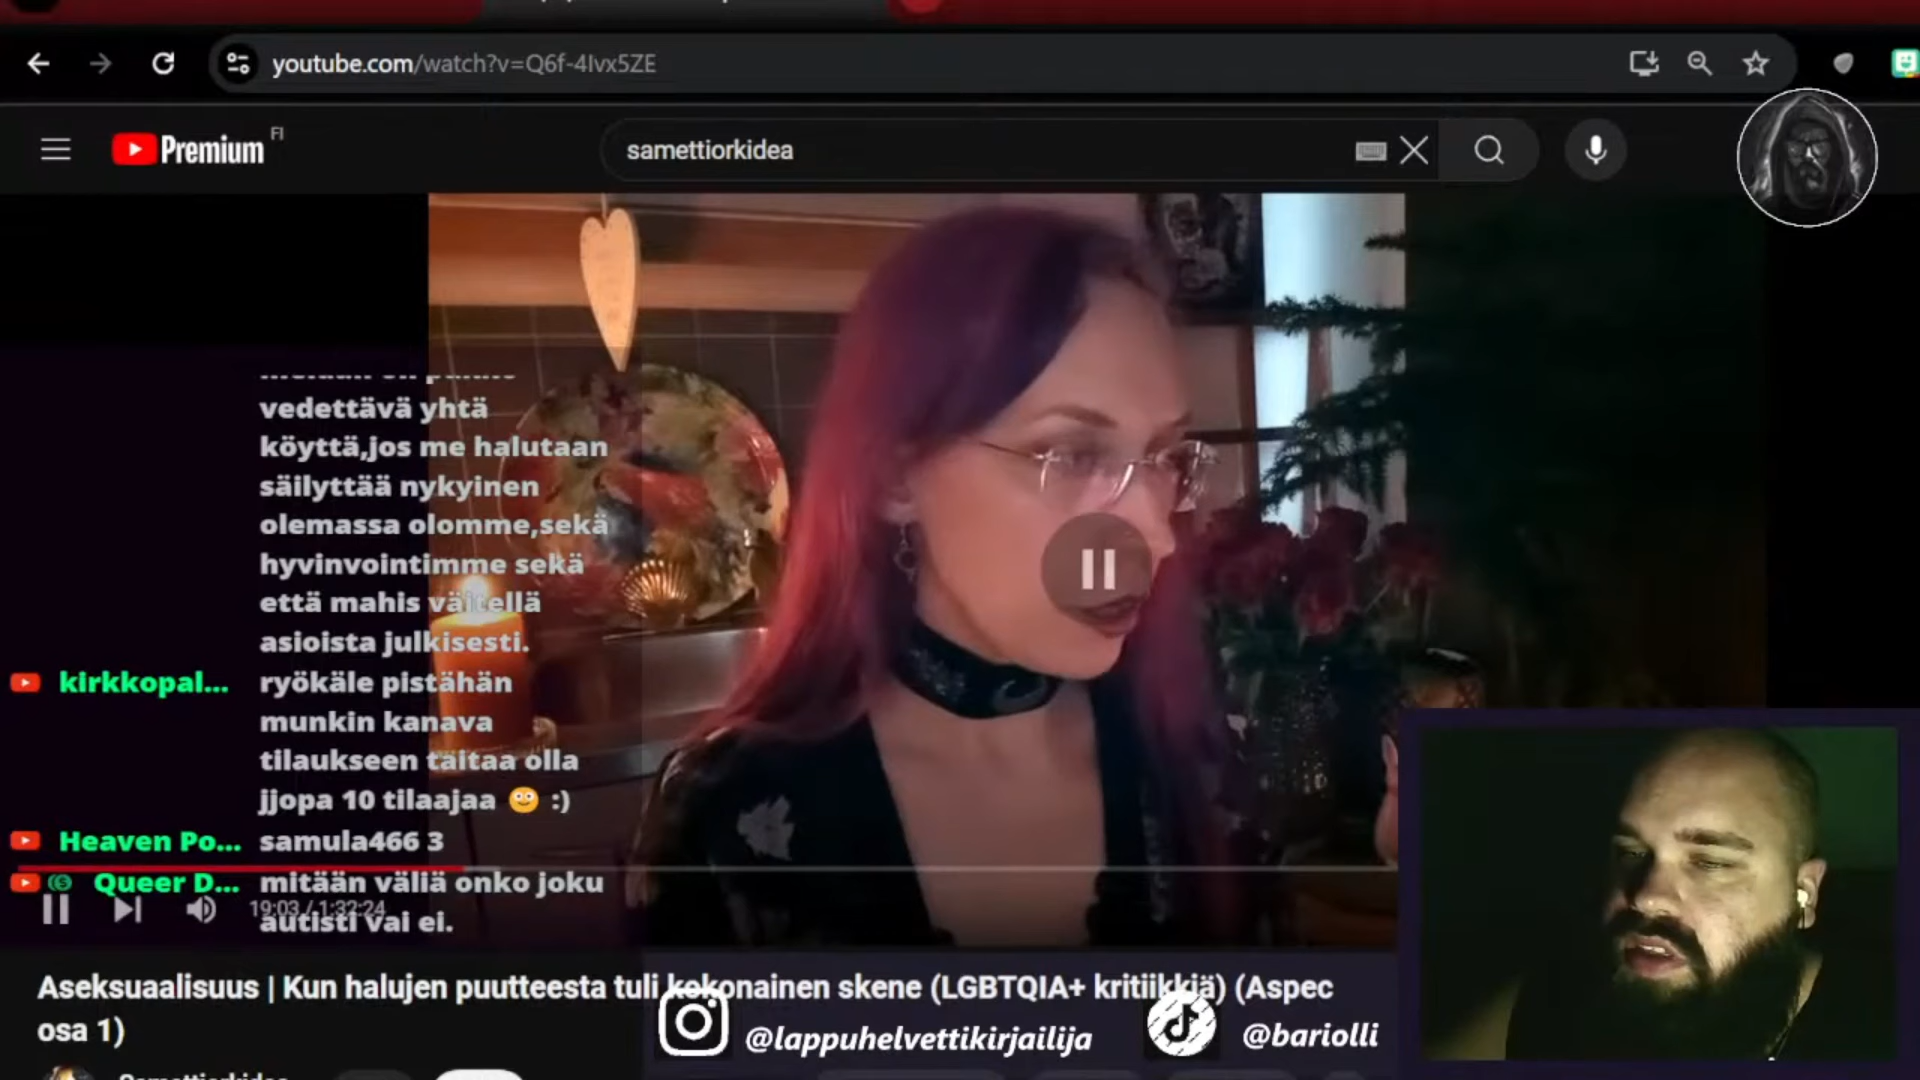 youtube.com/watch?v=Q6f-4Ivx5ZE
Premium
FI
samettiorkidea
vedettävä yhtä
köyttä,jos me halutaan
säilyttää nykyinen
olemassa olomme,sekä
hyvinvointimme sekä
että mahis väitellä
asioista julkisesti.
kirkkopal... ryökäle pistähän
munkin kanava
tilaukseen täitaa olla
jjopa 10 tilaajaa 🙂 :)
Heaven Po... samula466 3
Queer D... mitään väliä onko joku
autisti vai ei.
19:03 / 1:32:24
Aseksuaalisuus | Kun halujen puutteesta tuli kokonainen skene (LGBTQIA+ kritiikkiä) (Aspec
osa 1)
@lappuhelvettikirjailija
@bariolli